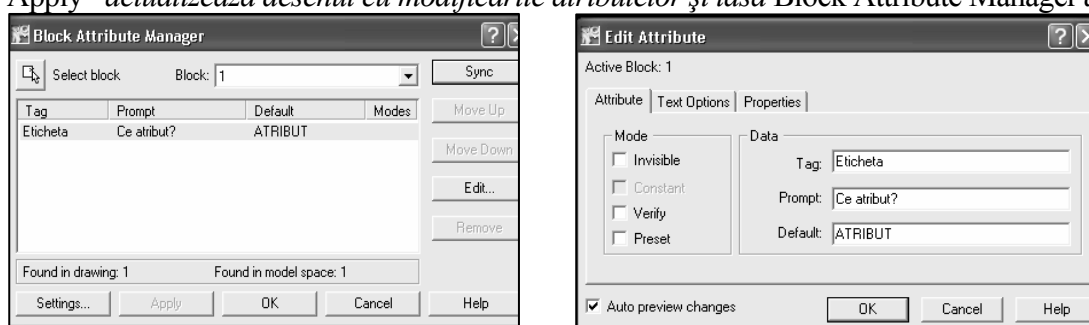 Apply actualizează desenul cu modificările atributelor şi lasă Block Attribute Manager
Block Attribute Manager
Select block Block: 1
Sync
Tag Prompt Default Modes
Eticheta Ce atribut? ATRIBUT
Move Up
Move Down
Edit...
Remove
Found in drawing: 1 Found in model space: 1
Settings... Apply OK Cancel Help
Edit Attribute
Active Block: 1
Attribute Text Options Properties
Mode Data
Invisible Tag: Eticheta
Constant
Prompt: Ce atribut?
Verify
Default: ATRIBUT
Preset
Auto preview changes OK Cancel Help